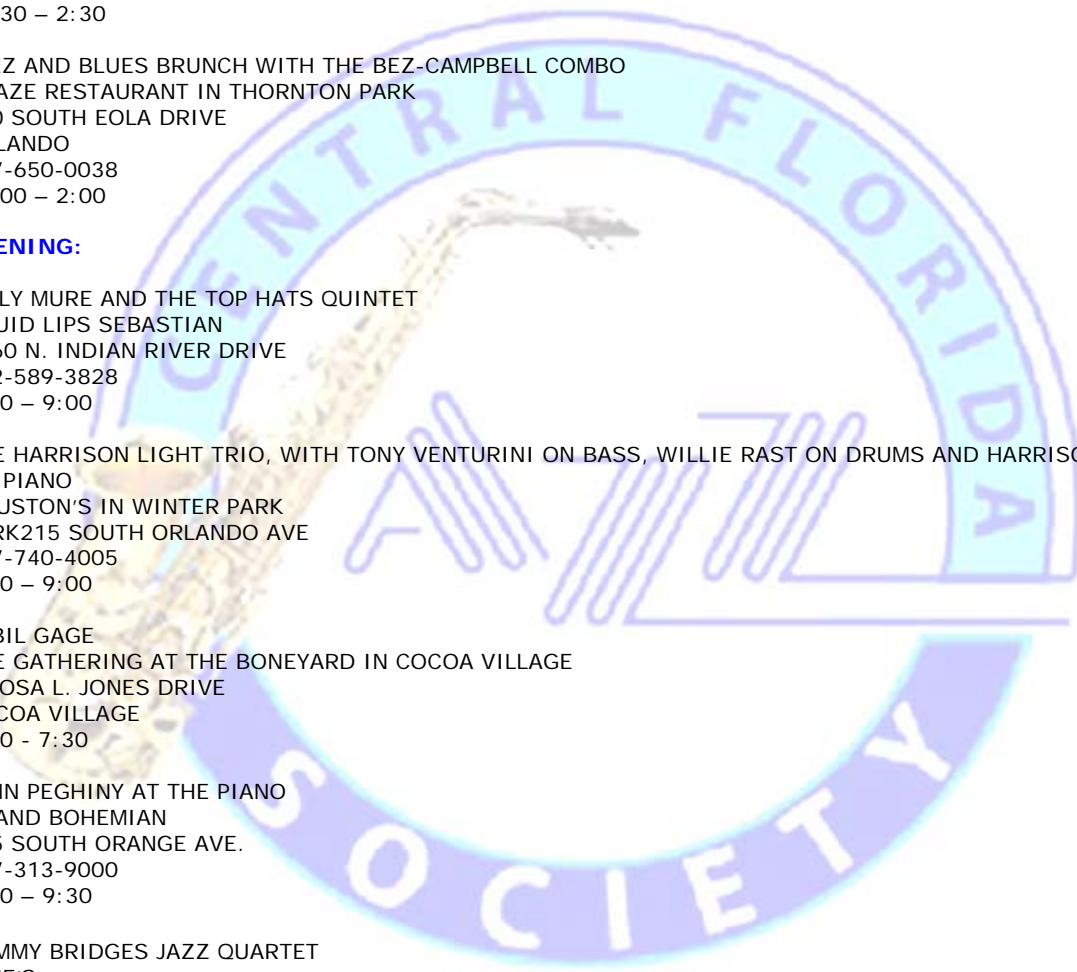 30 – 2:30
Z AND BLUES BRUNCH WITH THE BEZ-CAMPBELL COMBO
AZE RESTAURANT IN THORNTON PARK
0 SOUTH EOLA DRIVE
LANDO
7-650-0038
00 – 2:00
ENING:
LY MURE AND THE TOP HATS QUINTET
UID LIPS SEBASTIAN
60 N. INDIAN RIVER DRIVE
2-589-3828
0 – 9:00
E HARRISON LIGHT TRIO, WITH TONY VENTURINI ON BASS, WILLIE RAST ON DRUMS AND HARRISO
PIANO
USTON'S IN WINTER PARK
RK215 SOUTH ORLANDO AVE
7-740-4005
0 – 9:00
BIL GAGE
E GATHERING AT THE BONEYARD IN COCOA VILLAGE
OSA L. JONES DRIVE
COA VILLAGE
0 - 7:30
HN PEGHINY AT THE PIANO
AND BOHEMIAN
5 SOUTH ORANGE AVE.
7-313-9000
0 – 9:30
MMY BRIDGES JAZZ QUARTET
CENTRAL FLORIDA
JAZZ
SOCIETY